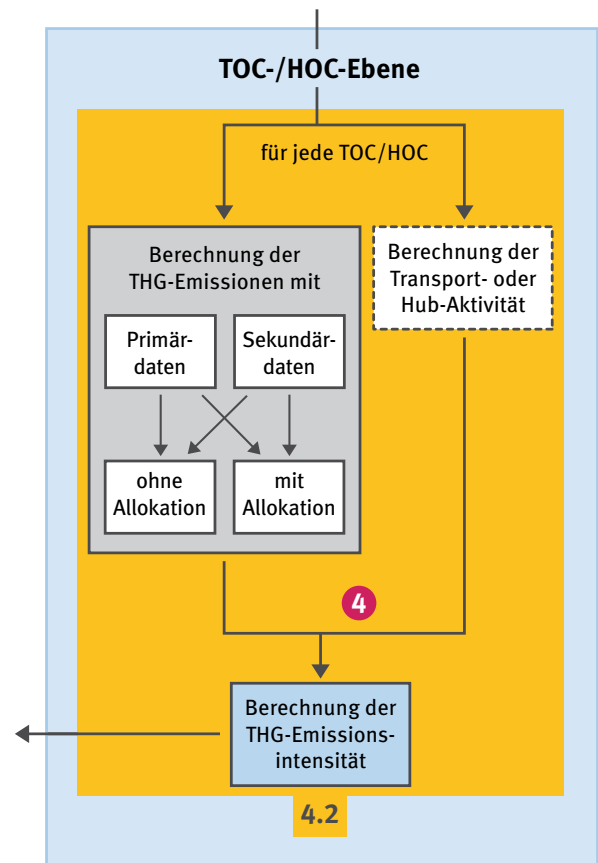 TOC-/HOC-Ebene
für jede TOC/HOC
Berechnung der
THG-Emissionen mit
Primär-
daten
Sekundär-
daten
ohne
Allokation
mit
Allokation
Berechnung der
Transport- oder
Hub-Aktivität
4
Berechnung der
THG-Emissions-
intensität
4.2